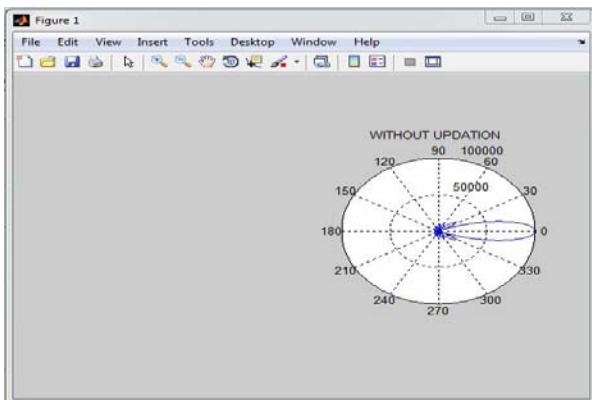 Figure 1
File Edit View Insert Tools Desktop Window Help
WITHOUT UPDATION
90 100000
120 60
150 50000 30
180 0
210 330
240 300
270